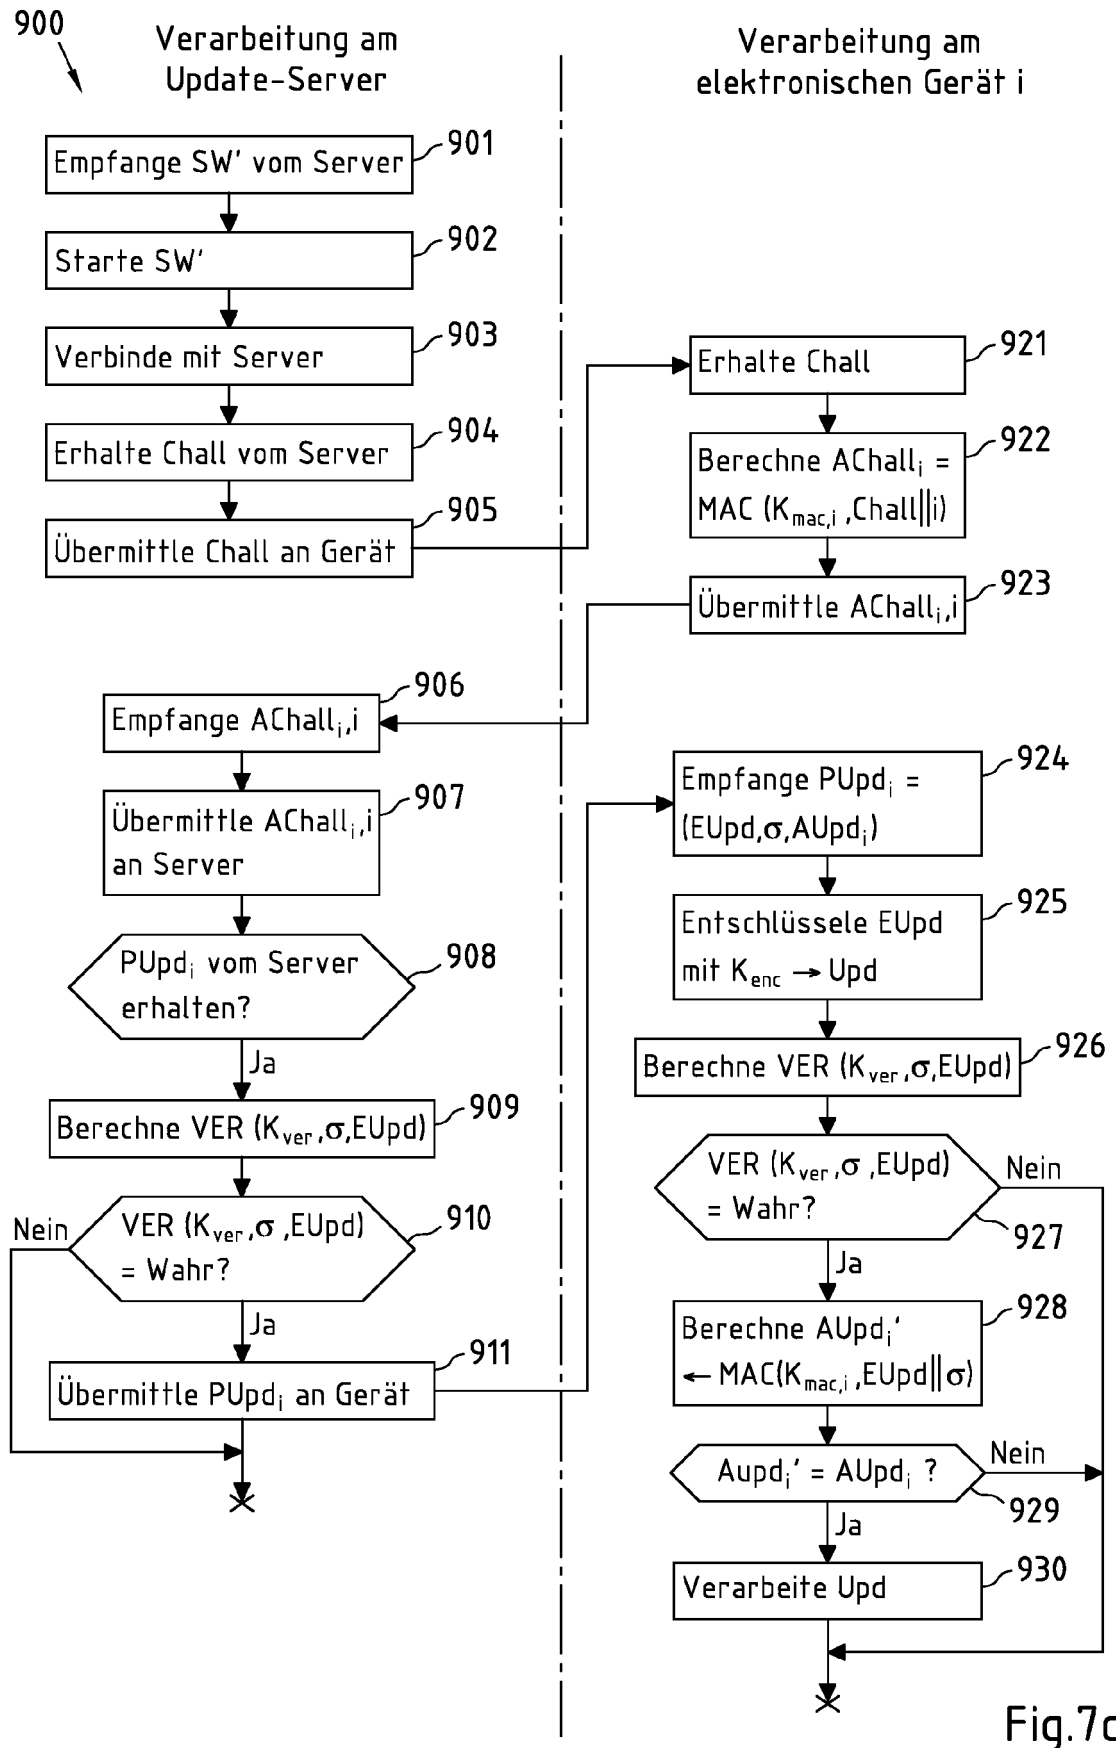 900
Verarbeitung am
Update-Server
Empfange SW' vom Server
901
Starte SW'
902
Verbinde mit Server
903
Erhalte Chall vom Server
904
Übermittle Chall an Gerät
905
Empfange AChallᵢ,i
906
Übermittle AChallᵢ,i
an Server
907
PUpdᵢ vom Server
erhalten?
908
Ja
Berechne VER (Kver,σ,EUpd)
909
VER (Kver,σ,EUpd)
= Wahr?
910
Nein
Ja
Übermittle PUpdᵢ an Gerät
911
Verarbeitung am
elektronischen Gerät i
Erhalte Chall
921
Berechne AChallᵢ =
MAC (Kmac,i,Chall||i)
922
Übermittle AChallᵢ,i
923
Empfange PUpdᵢ =
(EUpd,σ,AUpdᵢ)
924
Entschlüssele EUpd
mit Kenc → Upd
925
Berechne VER (Kver,σ,EUpd)
926
VER (Kver,σ,EUpd)
= Wahr?
Nein
927
Ja
Berechne AUpdᵢ'
← MAC(Kmac,i,EUpd||σ)
928
Aupdᵢ' = AUpdᵢ ?
Nein
929
Ja
Verarbeite Upd
930